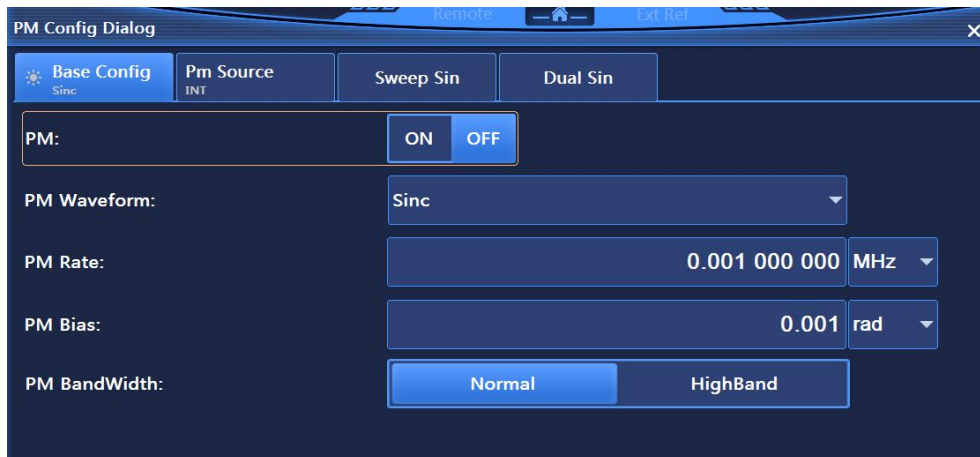 Remote Ext Ref
PM Config Dialog
Base Config Pm Source Sweep Sin Dual Sin
Sinc INT
PM: ON OFF
PM Waveform: Sinc
PM Rate: 0.001 000 000 MHz
PM Bias: 0.001 rad
PM BandWidth: Normal HighBand